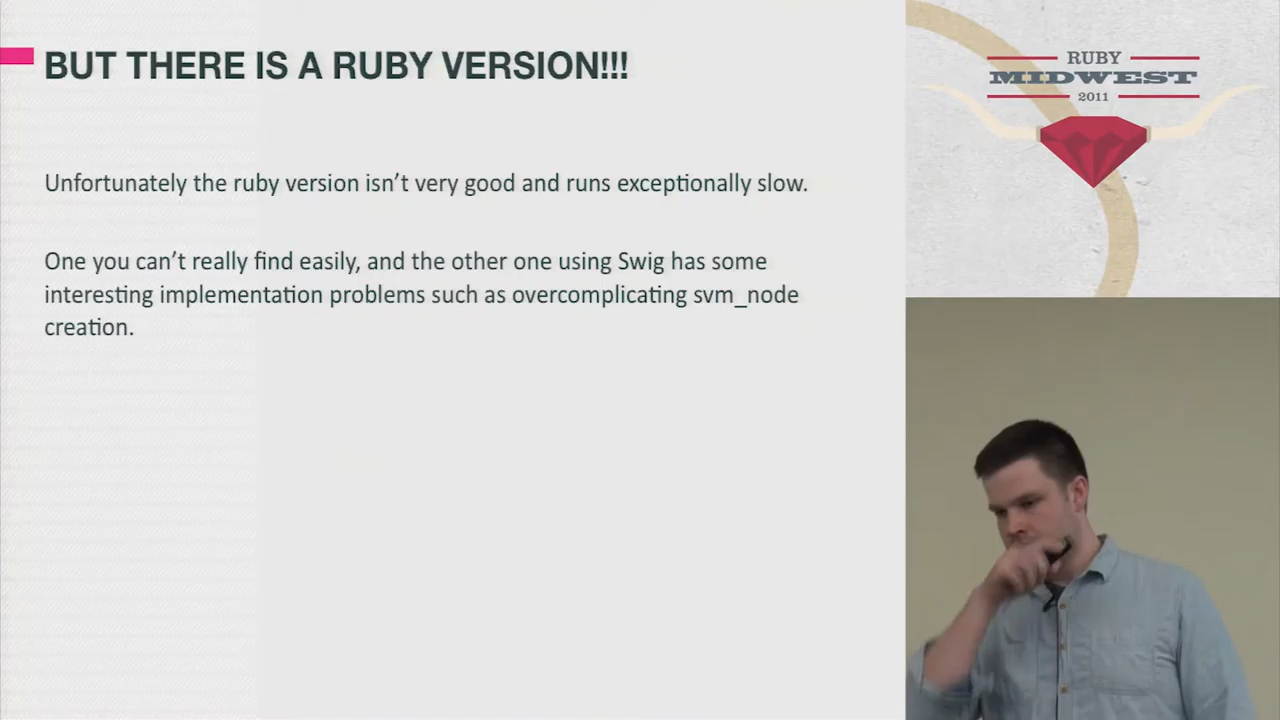 BUT THERE IS A RUBY VERSION!!!
Unfortunately the ruby version isn’t very good and runs exceptionally slow.
One you can’t really find easily, and the other one using Swig has some
interesting implementation problems such as overcomplicating svm_node
creation.
RUBY
MIDWEST
2011